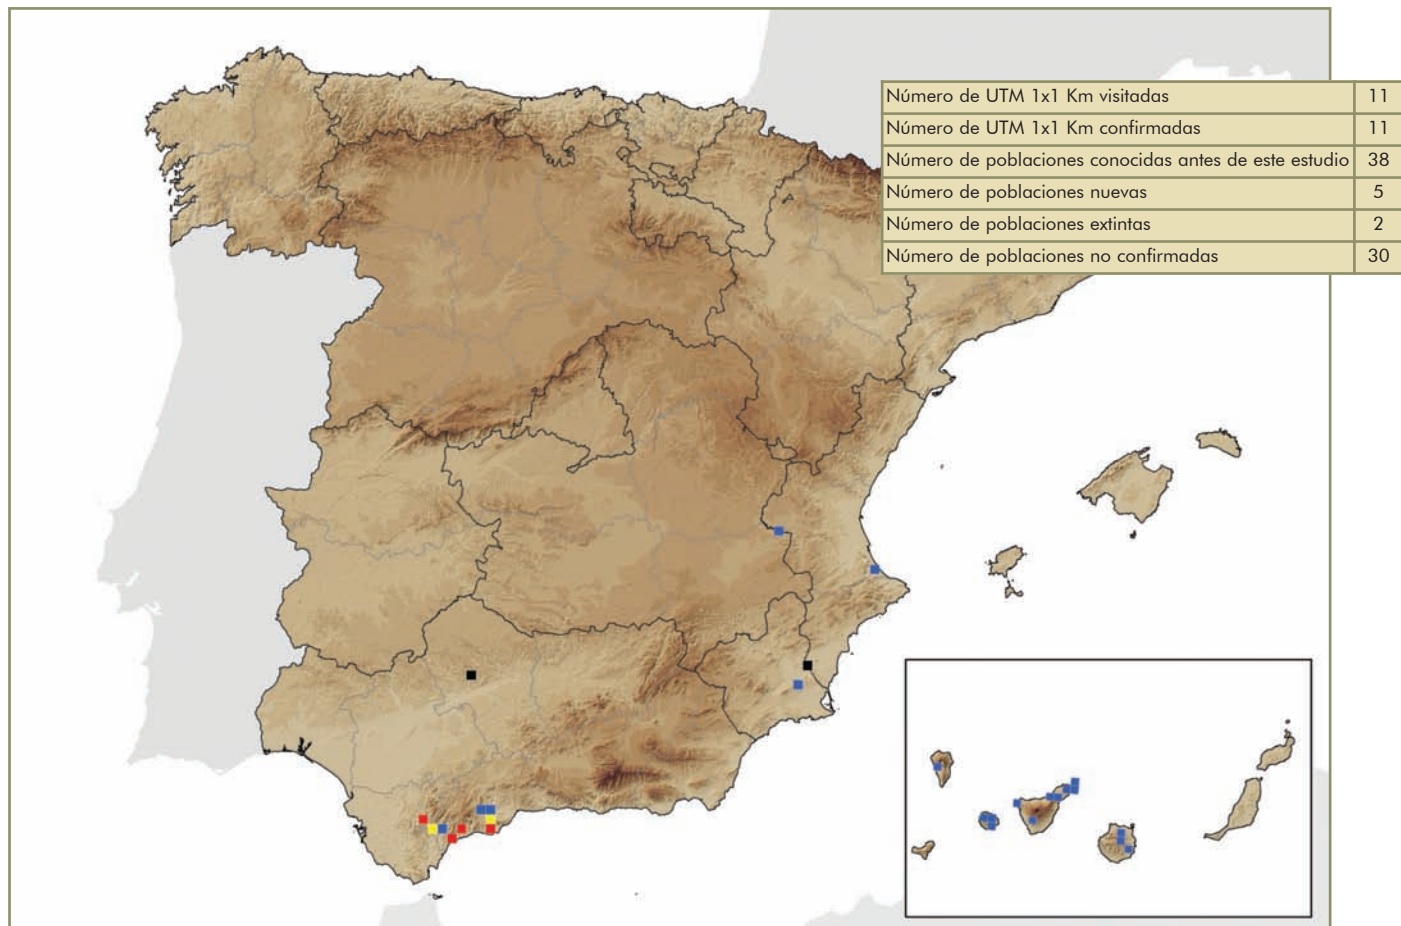 Número de UTM 1x1 Km visitadas 11
Número de UTM 1x1 Km confirmadas 11
Número de poblaciones conocidas antes de este estudio 38
Número de poblaciones nuevas 5
Número de poblaciones extintas 2
Número de poblaciones no confirmadas 30